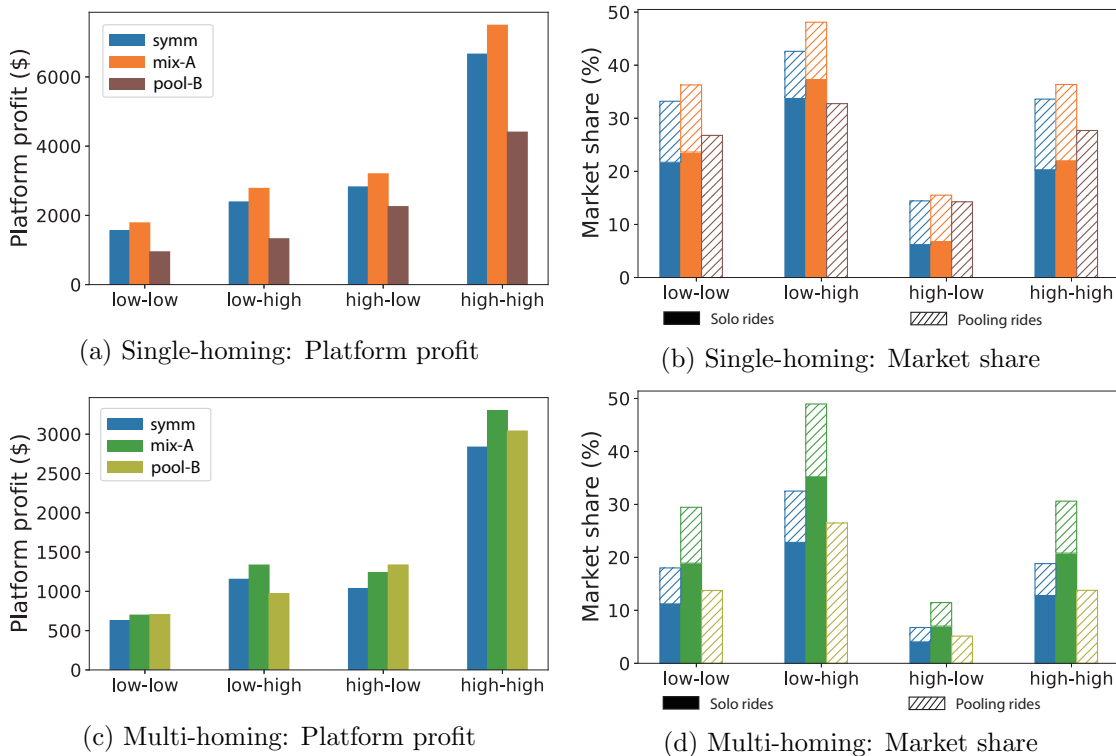 Platform profit ($)
6000
4000
2000
0
symm
mix-A
pool-B
low-low
low-high
high-low
high-high
(a) Single-homing: Platform profit
Market share (%)
50
40
30
20
10
0
low-low
low-high
high-low
high-high
Solo rides
Pooling rides
(b) Single-homing: Market share
Platform profit ($)
3000
2500
2000
1500
1000
500
0
symm
mix-A
pool-B
low-low
low-high
high-low
high-high
(c) Multi-homing: Platform profit
Market share (%)
50
40
30
20
10
0
low-low
low-high
high-low
high-high
Solo rides
Pooling rides
(d) Multi-homing: Market share